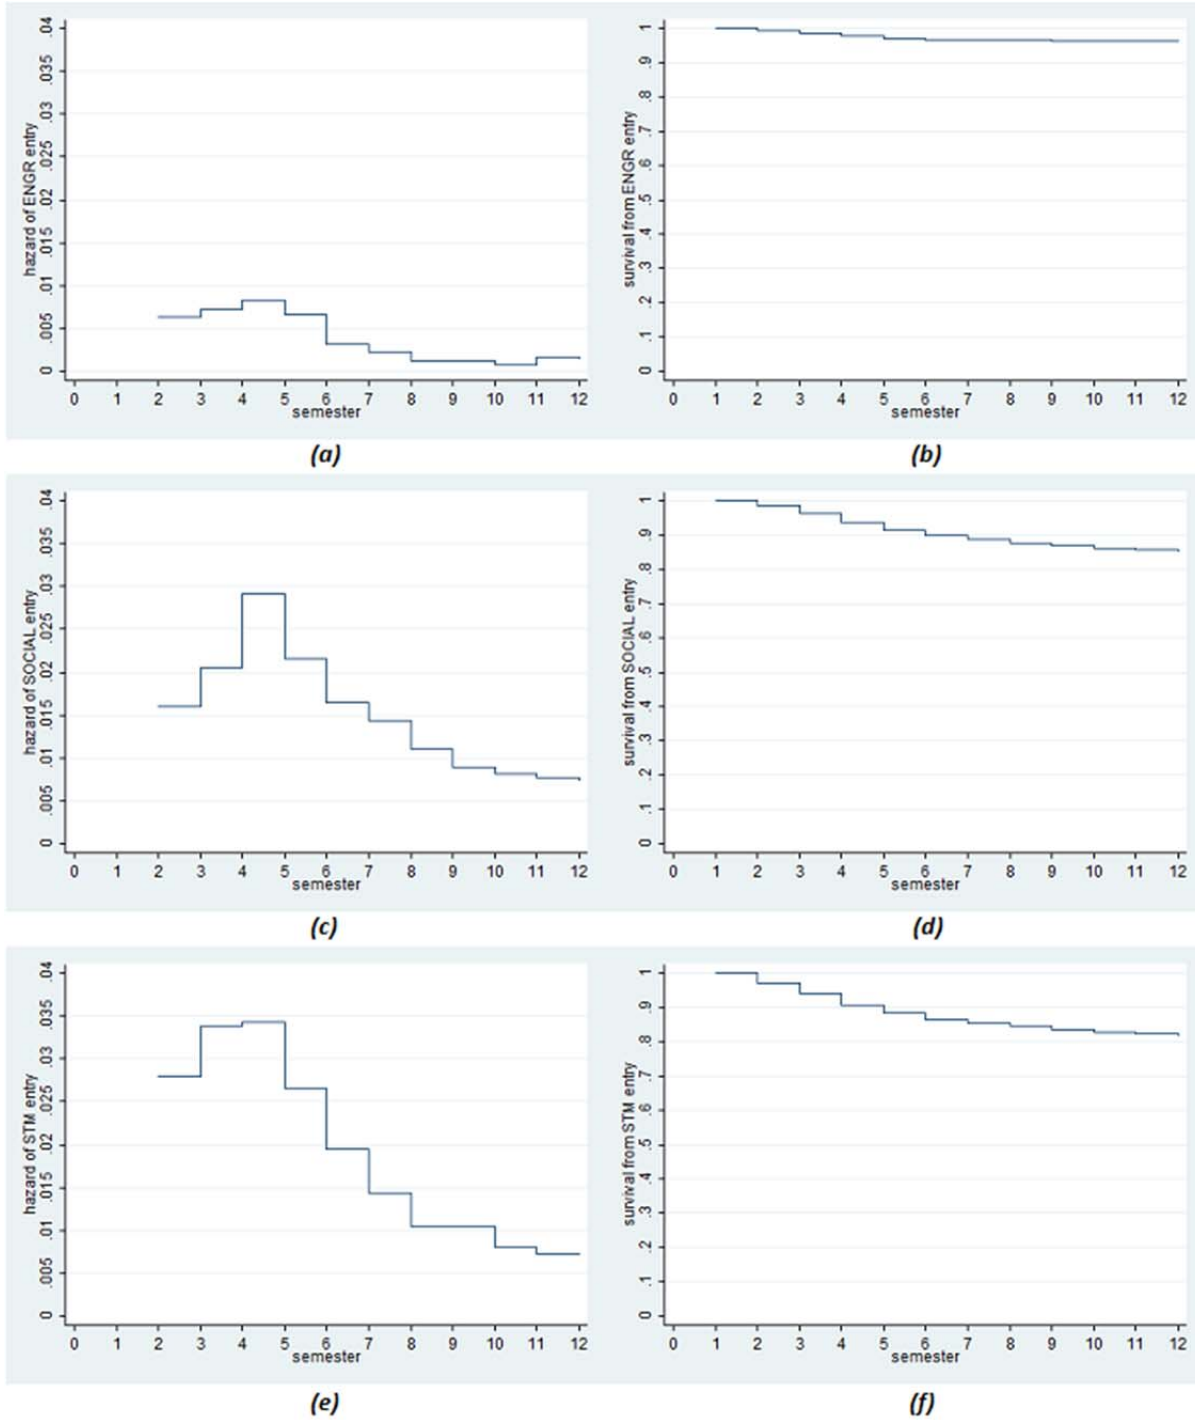 hazard of ENGR entry
0 .005 .01 .015 .02 .025 .03 .035 .04
0 1 2 3 4 5 6 7 8 9 10 11 12
semester
(a)
survival from ENGR entry
0 .1 .2 .3 .4 .5 .6 .7 .8 .9 1
0 1 2 3 4 5 6 7 8 9 10 11 12
semester
(b)
hazard of SOCIAL entry
0 .005 .01 .015 .02 .025 .03 .035 .04
0 1 2 3 4 5 6 7 8 9 10 11 12
semester
(c)
survival from SOCIAL entry
0 .1 .2 .3 .4 .5 .6 .7 .8 .9 1
0 1 2 3 4 5 6 7 8 9 10 11 12
semester
(d)
hazard of STM entry
0 .005 .01 .015 .02 .025 .03 .035 .04
0 1 2 3 4 5 6 7 8 9 10 11 12
semester
(e)
survival from STM entry
0 .1 .2 .3 .4 .5 .6 .7 .8 .9 1
0 1 2 3 4 5 6 7 8 9 10 11 12
semester
(f)